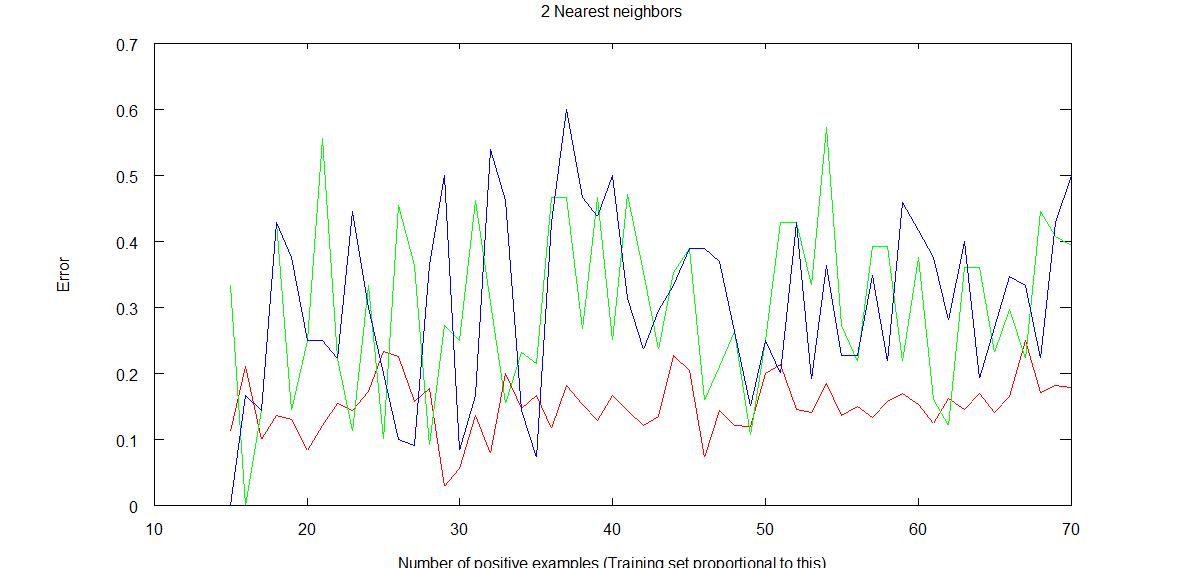 2 Nearest neighbors
0.7
0.6
0.5
0.4
0.3
0.2
0.1
0
Error
10 20 30 40 50 60 70
Number of positive examples (Training set proportional to this)